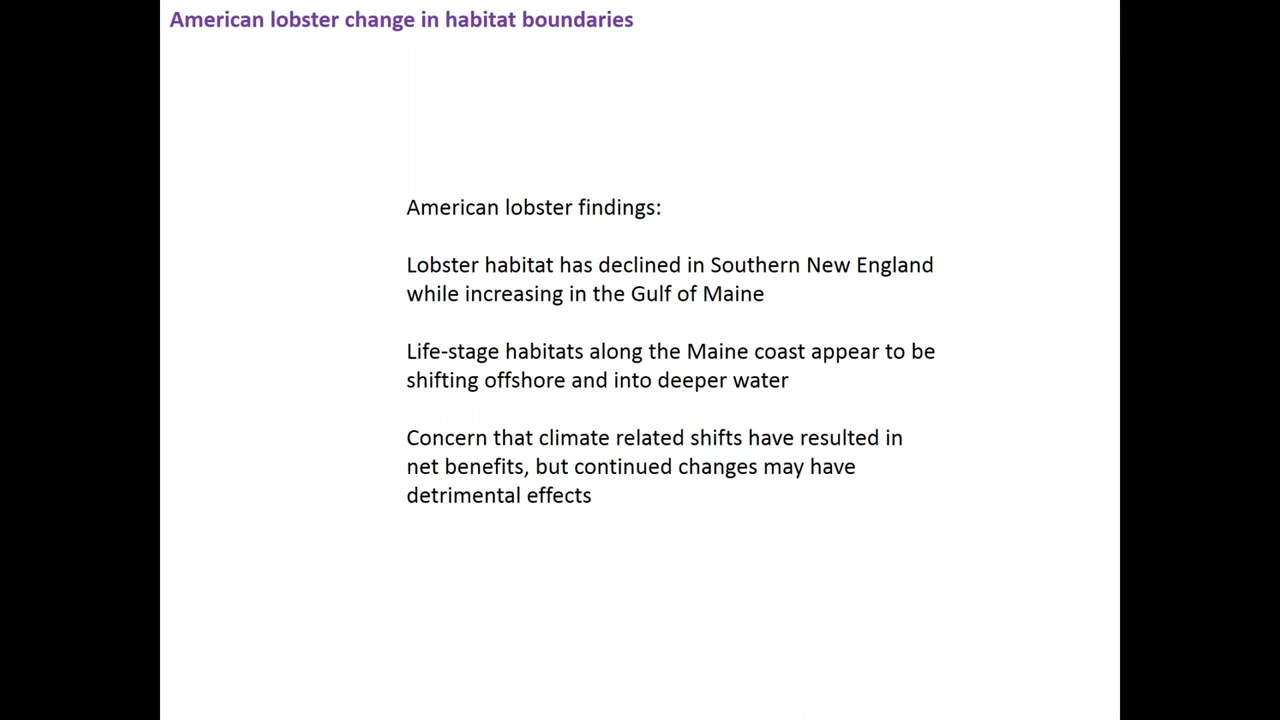 American lobster change in habitat boundaries
American lobster findings:
Lobster habitat has declined in Southern New England
while increasing in the Gulf of Maine
Life-stage habitats along the Maine coast appear to be
shifting offshore and into deeper water
Concern that climate related shifts have resulted in
net benefits, but continued changes may have
detrimental effects